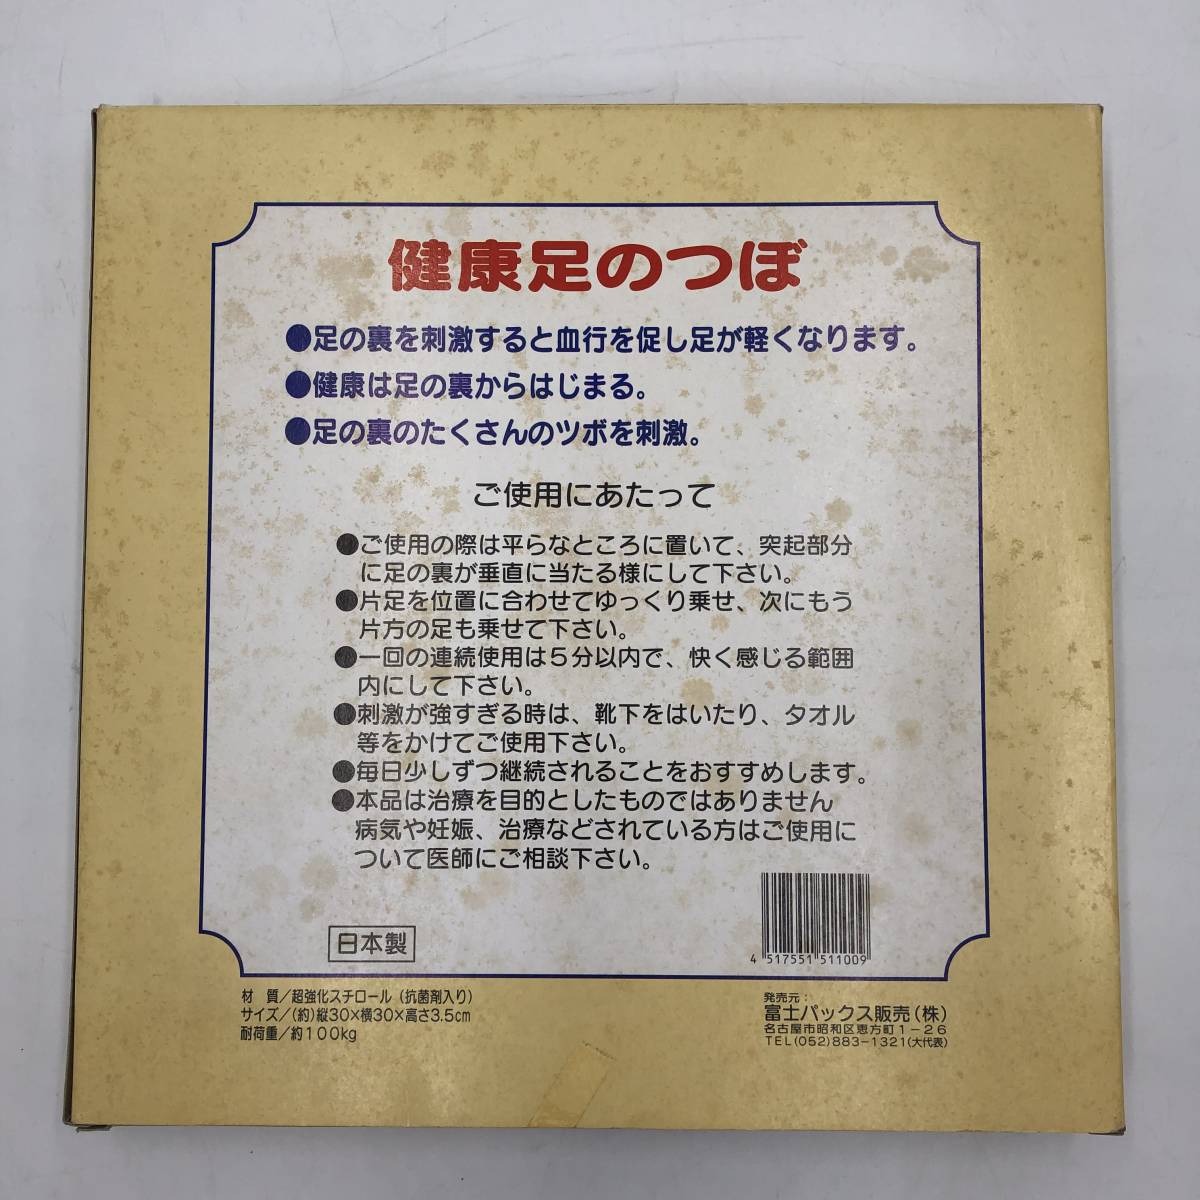 健康足のつぼ
●足の裏を刺激すると血行を促し足が軽くなります。
●健康は足の裏からはじまる。
●足の裏のたくさんのツボを刺激。
ご使用にあたって
●ご使用の際は平らなところに置いて、突起部分
に足の裏が垂直に当たる様にして下さい。
●片足を位置に合わせてゆっくり乗せ、次にもう
片方の足も乗せて下さい。
●一回の連続使用は5分以内で、快く感じる範囲
内にして下さい。
●刺激が強すぎる時は、靴下をはいたり、タオル
等をかけてご使用下さい。
●毎日少しずつ継続されることをおすすめします。
●本品は治療を目的としたものではありません
病気や妊娠、治療などされている方はご使用に
ついて医師にご相談下さい。
日本製
4 517551 511009
材 質/超強化スチロール(抗菌剤入り)
サイズ/(約)縦30×横30×高さ3.5cm
耐荷重/約100kg
発売元:
富士パックス販売(株)
名古屋市昭和区恵方町1-26
TEL(052)883-1321(大代表)